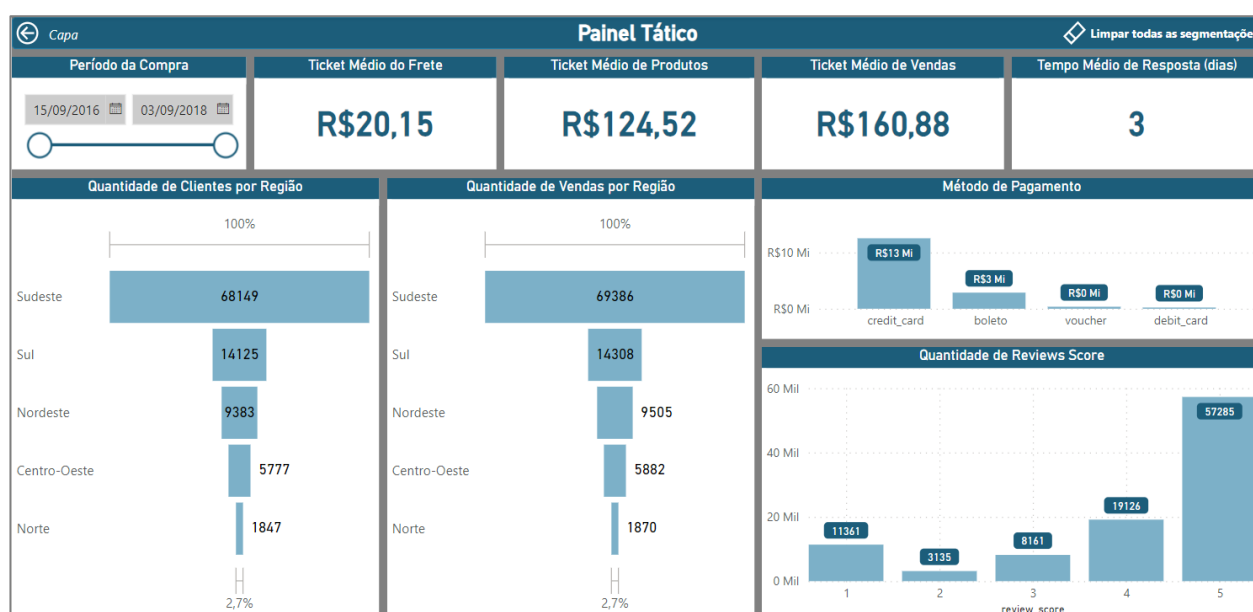 Capa
Painel Tático
Limpar todas as segmentaçõe
Período da Compra
15/09/2016
03/09/2018
Ticket Médio do Frete
R$20,15
Ticket Médio de Produtos
R$124,52
Ticket Médio de Vendas
R$160,88
Tempo Médio de Resposta (dias)
3
Quantidade de Clientes por Região
100%
Sudeste
68149
Sul
14125
Nordeste
9383
Centro-Oeste
5777
Norte
1847
2,7%
Quantidade de Vendas por Região
100%
Sudeste
69386
Sul
14308
Nordeste
9505
Centro-Oeste
5882
Norte
1870
2,7%
Método de Pagamento
R$10 Mi
R$0 Mi
R$13 Mi
R$3 Mi
R$0 Mi
R$0 Mi
credit_card
boleto
voucher
debit_card
Quantidade de Reviews Score
60 Mil
40 Mil
20 Mil
0 Mil
11361
3135
8161
19126
57285
1
2
3
4
5
review_score